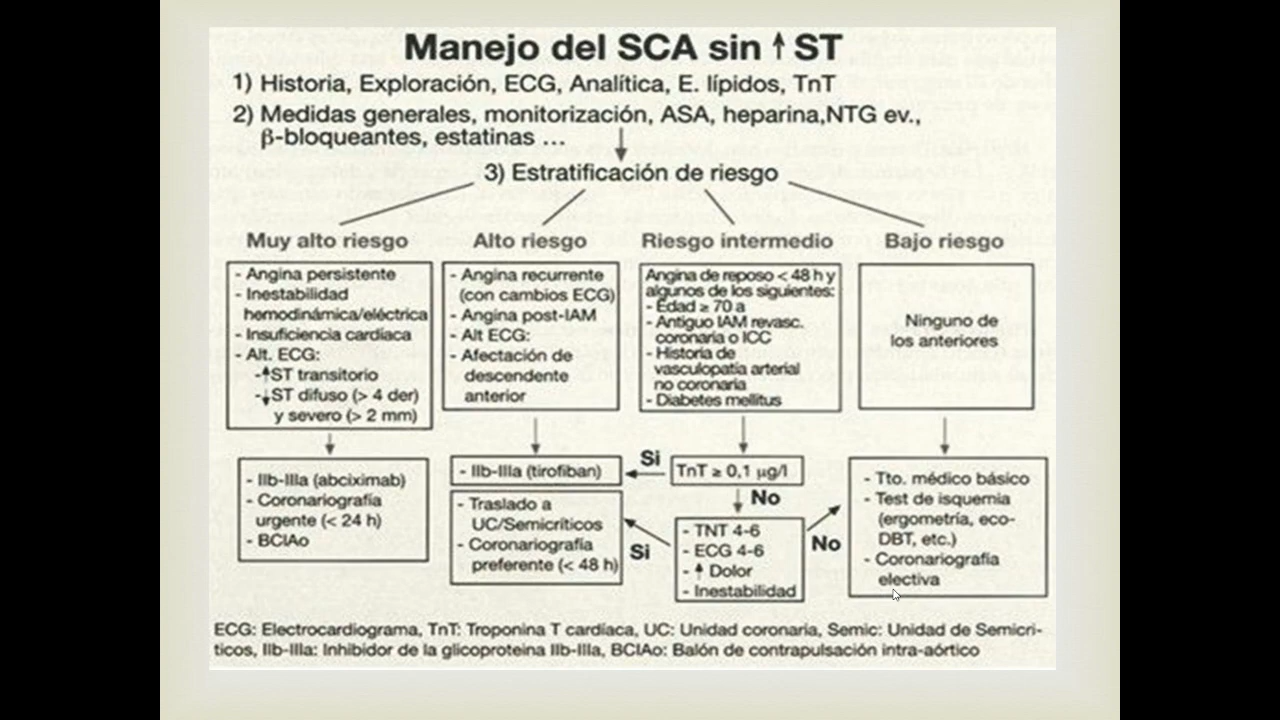 Manejo del SCA sin ↑ ST
1) Historia, Exploración, ECG, Analítica, E. lípidos, TnT
2) Medidas generales, monitorización, ASA, heparina,NTG ev.,
β-bloqueantes, estatinas ...
3) Estratificación de riesgo
Muy alto riesgo
- Angina persistente
- Inestabilidad
hemodinámica/eléctrica
- Insuficiencia cardíaca
- Alt. ECG:
-↑ST transitorio
-↓ST difuso (> 4 der)
y severo (> 2 mm)
- IIb-IIIa (abciximab)
- Coronariografía
urgente (< 24 h)
- BCIAo
Alto riesgo
- Angina recurrente
(con cambios ECG)
- Angina post-IAM
- Alt ECG:
- Afectación de
descendente
anterior
- IIb-IIIa (tirofiban)
- Traslado a
UC/Semicríticos
- Coronariografía
preferente (< 48 h)
Riesgo intermedio
Angina de reposo < 48 h y
algunos de los siguientes:
- Edad ≥ 70 a
- Antiguo IAM revasc.
coronaria o ICC
- Historia de
vasculopatía arterial
no coronaria
- Diabetes mellitus
Si
TnT ≥ 0,1 µg/l
No
- TNT 4-6
- ECG 4-6
- ↑ Dolor
- Inestabilidad
Si
No
Bajo riesgo
Ninguno de
los anteriores
- Tto. médico básico
- Test de isquemia
(ergometría, eco-
DBT, etc.)
- Coronariografía
electiva
ECG: Electrocardiograma, TnT: Troponina T cardíaca, UC: Unidad coronaria, Semic: Unidad de Semicrí-
ticos, IIb-IIIa: Inhibidor de la glicoproteina IIb-IIIa, BCIAo: Balón de contrapulsación intra-aórtico